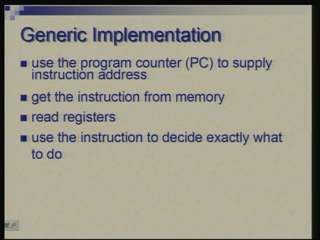 Generic Implementation
use the program counter (PC) to supply
instruction address
get the instruction from memory
read registers
use the instruction to decide exactly what
to do